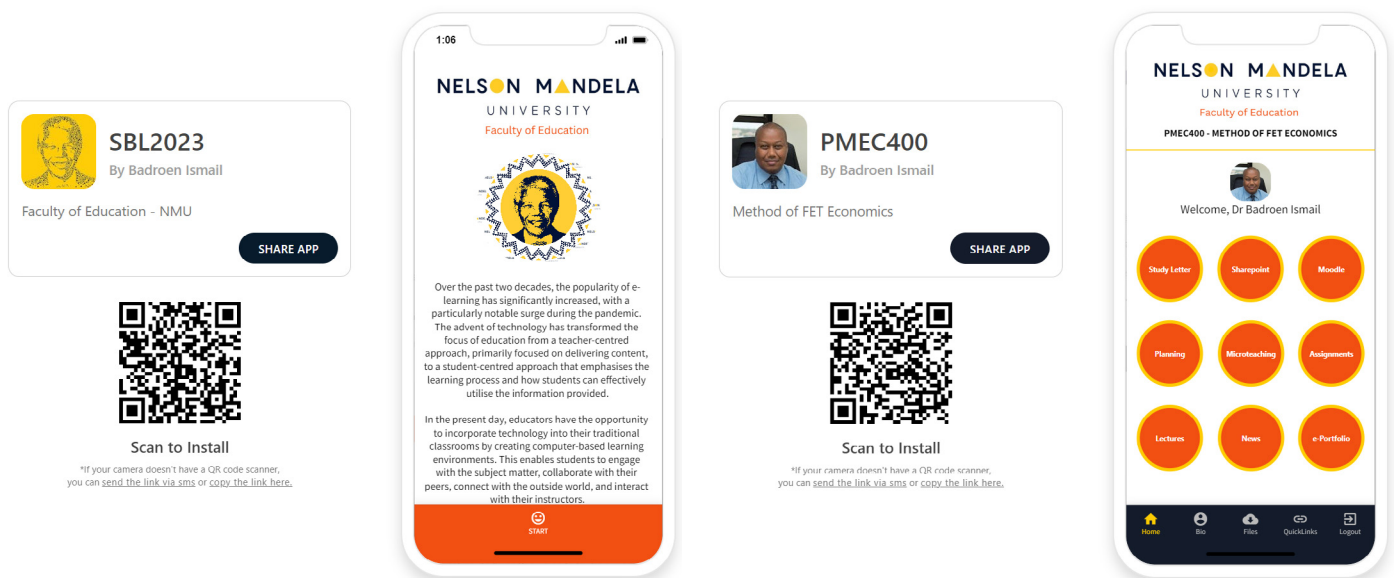 SBL2023
By Badroen Ismail
Faculty of Education - NMU
SHARE APP
Scan to Install
*If your camera doesn't have a QR code scanner,
you can send the link via sms or copy the link here.
1:06
NELSON MANDELA
UNIVERSITY
Faculty of Education
Over the past two decades, the popularity of e-
learning has significantly increased, with a
particularly notable surge during the pandemic.
The advent of technology has transformed the
focus of education from a teacher-centred
approach, primarily focused on delivering content,
to a student-centred approach that emphasises the
learning process and how students can effectively
utilise the information provided.
In the present day, educators have the opportunity
to incorporate technology into their traditional
classrooms by creating computer-based learning
environments. This enables students to engage
with the subject matter, collaborate with their
peers, connect with the outside world, and interact
with their instructors.
START
PMEC400
By Badroen Ismail
Method of FET Economics
SHARE APP
Scan to Install
*If your camera doesn't have a QR code scanner,
you can send the link via sms or copy the link here.
NELSON MANDELA
UNIVERSITY
Faculty of Education
PMEC400 - METHOD OF FET ECONOMICS
Welcome, Dr Badroen Ismail
Study Letter Sharepoint Moodle
Planning Microteaching Assignments
Lectures News e-Portfolio
Home Bio Files QuickLinks Logout